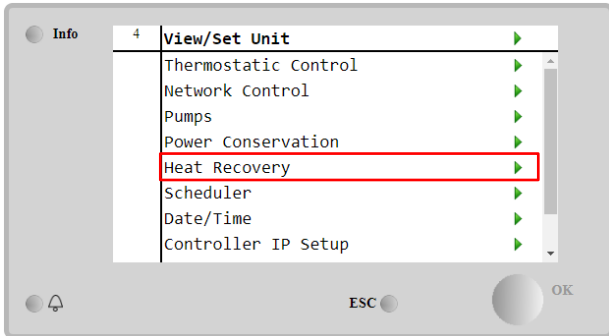 Info
4 View/Set Unit
Thermostatic Control
Network Control
Pumps
Power Conservation
Heat Recovery
Scheduler
Date/Time
Controller IP Setup
ESC
OK